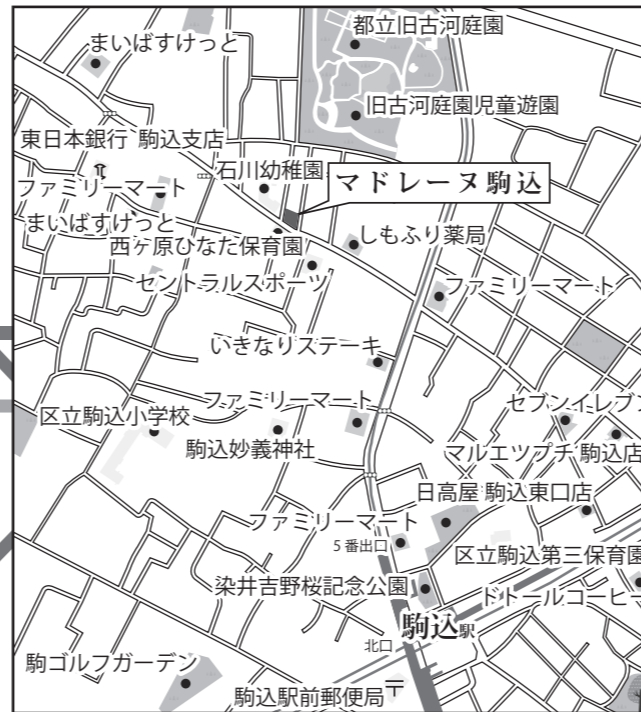 まいばすけっと
都立旧古河庭園
旧古河庭園児童遊園
東日本銀行 駒込支店
石川幼稚園
マドレーヌ駒込
ファミリーマート
まいばすけっと
西ヶ原ひなた保育園
しもふり薬局
セントラルスポーツ
ファミリーマート
いきなりステーキ
ファミリーマート
セブンイレブン
区立駒込小学校
駒込妙義神社
マルエツプチ 駒込店
日高屋 駒込東口店
ファミリーマート
5番出口
区立駒込第三保育園
染井吉野桜記念公園
ドトールコーヒー
駒込駅
北口
駒ゴルフガーデン
駒込駅前郵便局